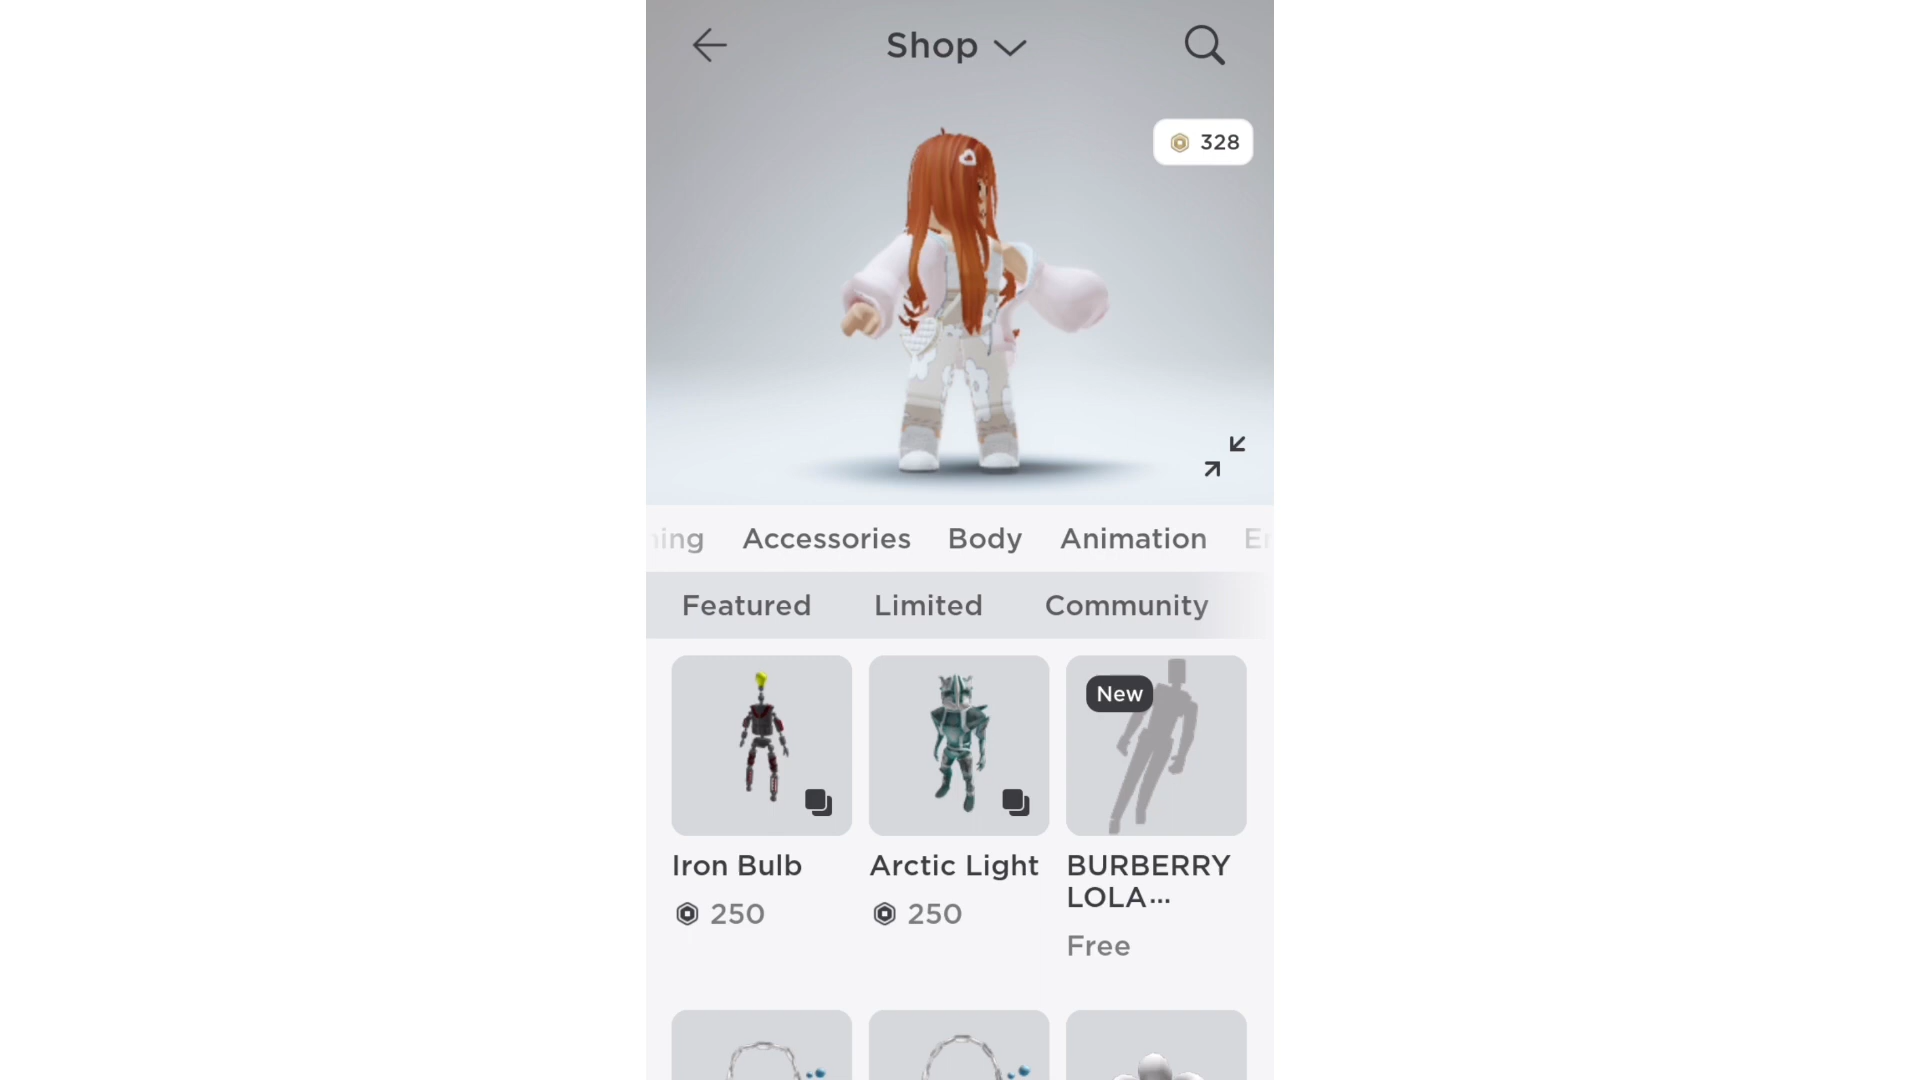 Shop
328
ing Accessories Body Animation
Featured Limited Community
New
Iron Bulb Arctic Light BURBERRY
LOLA...
250 250
Free